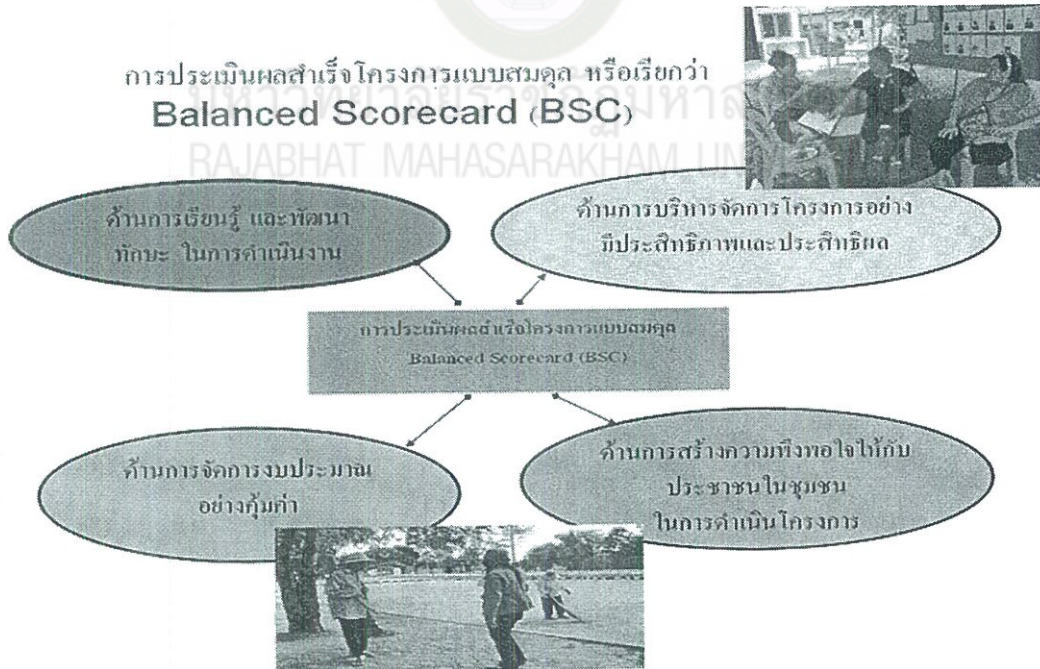 การประเมินผลสำเร็จโครงการแบบสมดุล หรือเรียกว่า
Balanced Scorecard (BSC)
RAJABHAT MAHASARAKHAM UNI
ด้านการเรียนรู้ และพัฒนา
ทักษะ ในการดำเนินงาน
ด้านการบริหารจัดการโครงการอย่าง
มีประสิทธิภาพและประสิทธิผล
การประเมินผลสำเร็จโครงการแบบสมดุล
Balanced Scorecard (BSC)
ด้านการจัดการงบประมาณ
อย่างคุ้มค่า
ด้านการสร้างความพึงพอใจให้กับ
ประชาชนในชุมชน
ในการดำเนินโครงการ